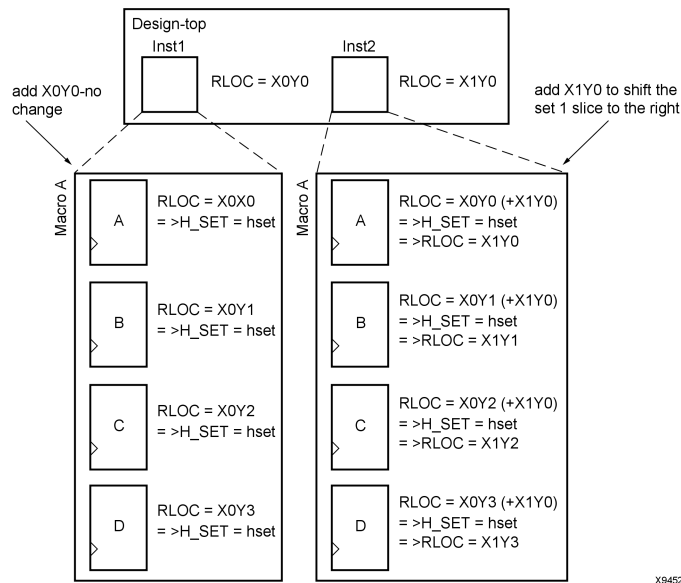 Design-top
Inst1
Inst2
RLOC = X0Y0
RLOC = X1Y0
add X0Y0-no
change
add X1Y0 to shift the
set 1 slice to the right
Macro A
A
RLOC = X0X0
= >H_SET = hset
B
RLOC = X0Y1
= >H_SET = hset
C
RLOC = X0Y2
= >H_SET = hset
D
RLOC = X0Y3
= >H_SET = hset
Macro A
A
RLOC = X0Y0 (+X1Y0)
= >H_SET = hset
= >RLOC = X1Y0
B
RLOC = X0Y1 (+X1Y0)
= >H_SET = hset
= >RLOC = X1Y1
C
RLOC = X0Y2 (+X1Y0)
= >H_SET = hset
= >RLOC = X1Y2
D
RLOC = X0Y3 (+X1Y0)
= >H_SET = hset
= >RLOC = X1Y3
X9452